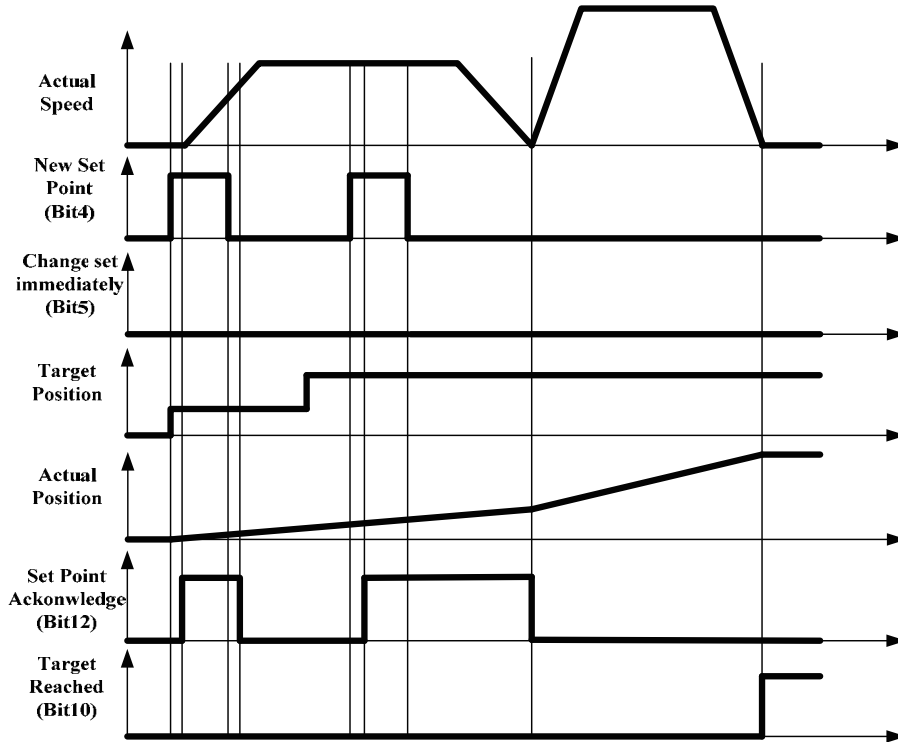 Actual
Speed
New Set
Point
(Bit4)
Change set
immediately
(Bit5)
Target
Position
Actual
Position
Set Point
Ackonwledge
(Bit12)
Target
Reached
(Bit10)